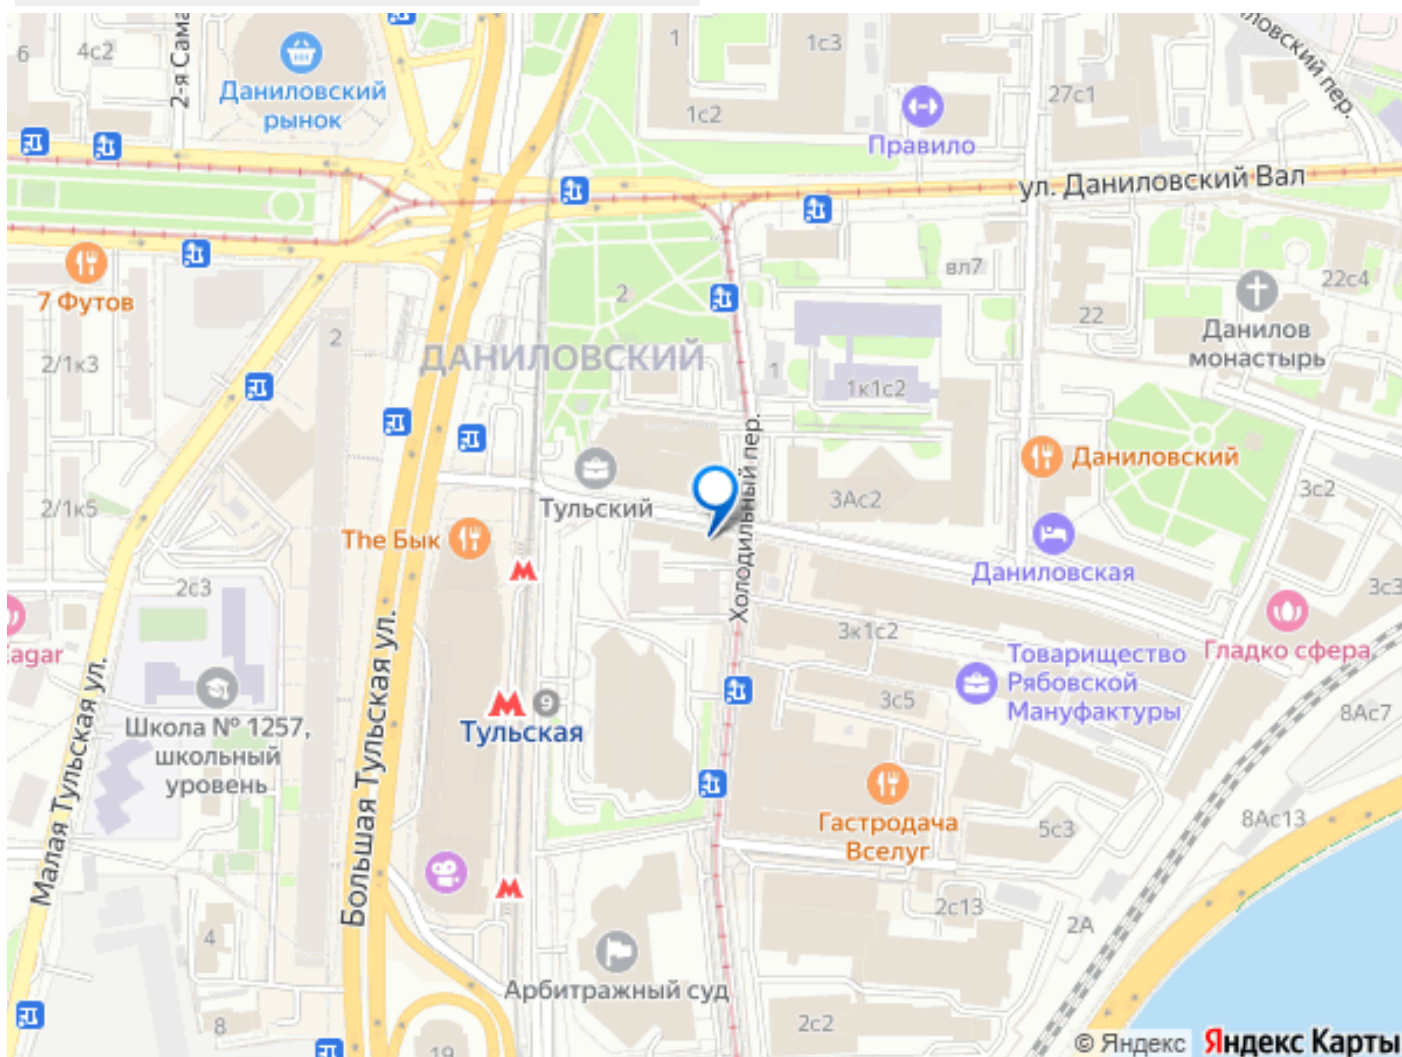 6
4с2
2-я Сама
Даниловский
рынок
1
1с3
1с2
Правило
27с1
ловский пер.
ул. Даниловский Вал
7 Футов
2
вл7
22
22с4
Данилов
монастырь
2/1к3
2
ДАНИЛОВСКИЙ
1
1к1с2
Холодильный пер.
Даниловский
3Ас2
3с2
2/1к5
Тульский
The Бык
Даниловская
2с3
3с3
Zagar
3к1с2
Гладко сфера
Товарищество
Рябовской
Мануфактуры
3с5
8Ас7
9
Тульская
Школа № 1257,
школьный
уровень
Малая Тульская ул.
Большая Тульская ул.
Гастродача
Вселуг
5с3
8Ас13
2с13
2А
4
Арбитражный суд
8
19
2с2
© Яндекс Яндекс Карты